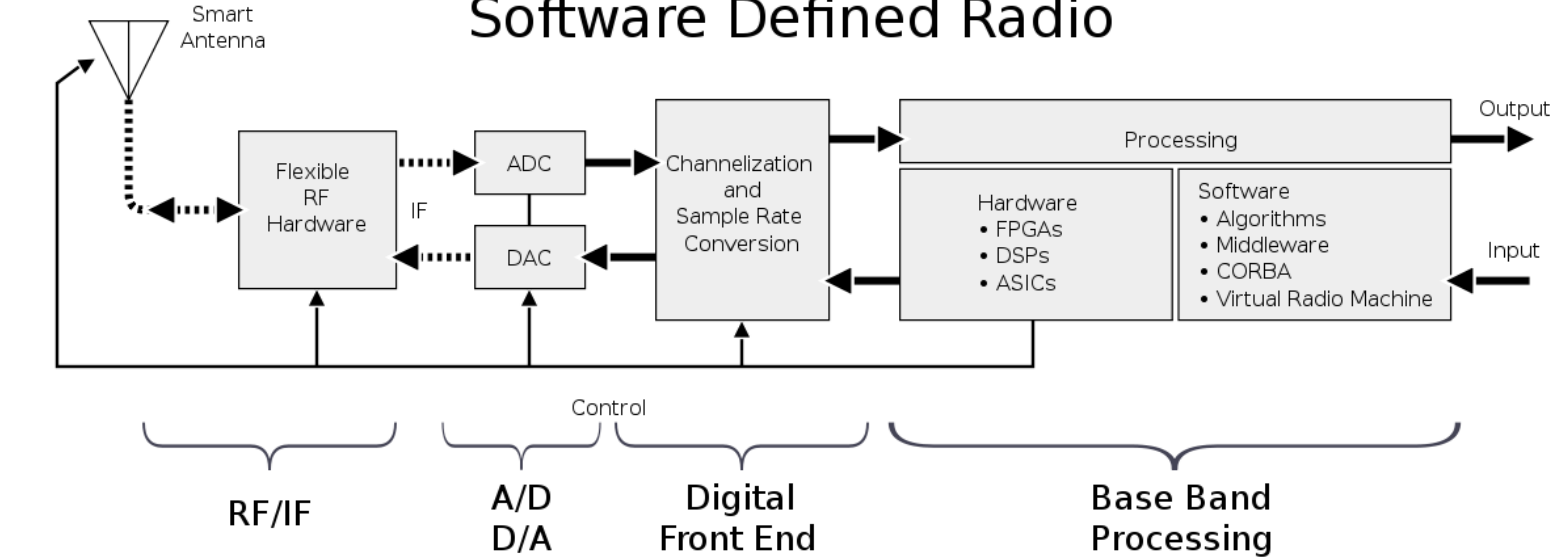 Software Defined Radio
Smart
Antenna
Flexible
RF
Hardware
IF
ADC
DAC
Channelization
and
Sample Rate
Conversion
Processing
Hardware
• FPGAs
• DSPs
• ASICs
Software
• Algorithms
• Middleware
• CORBA
• Virtual Radio Machine
Output
Input
Control
RF/IF
A/D
D/A
Digital
Front End
Base Band
Processing